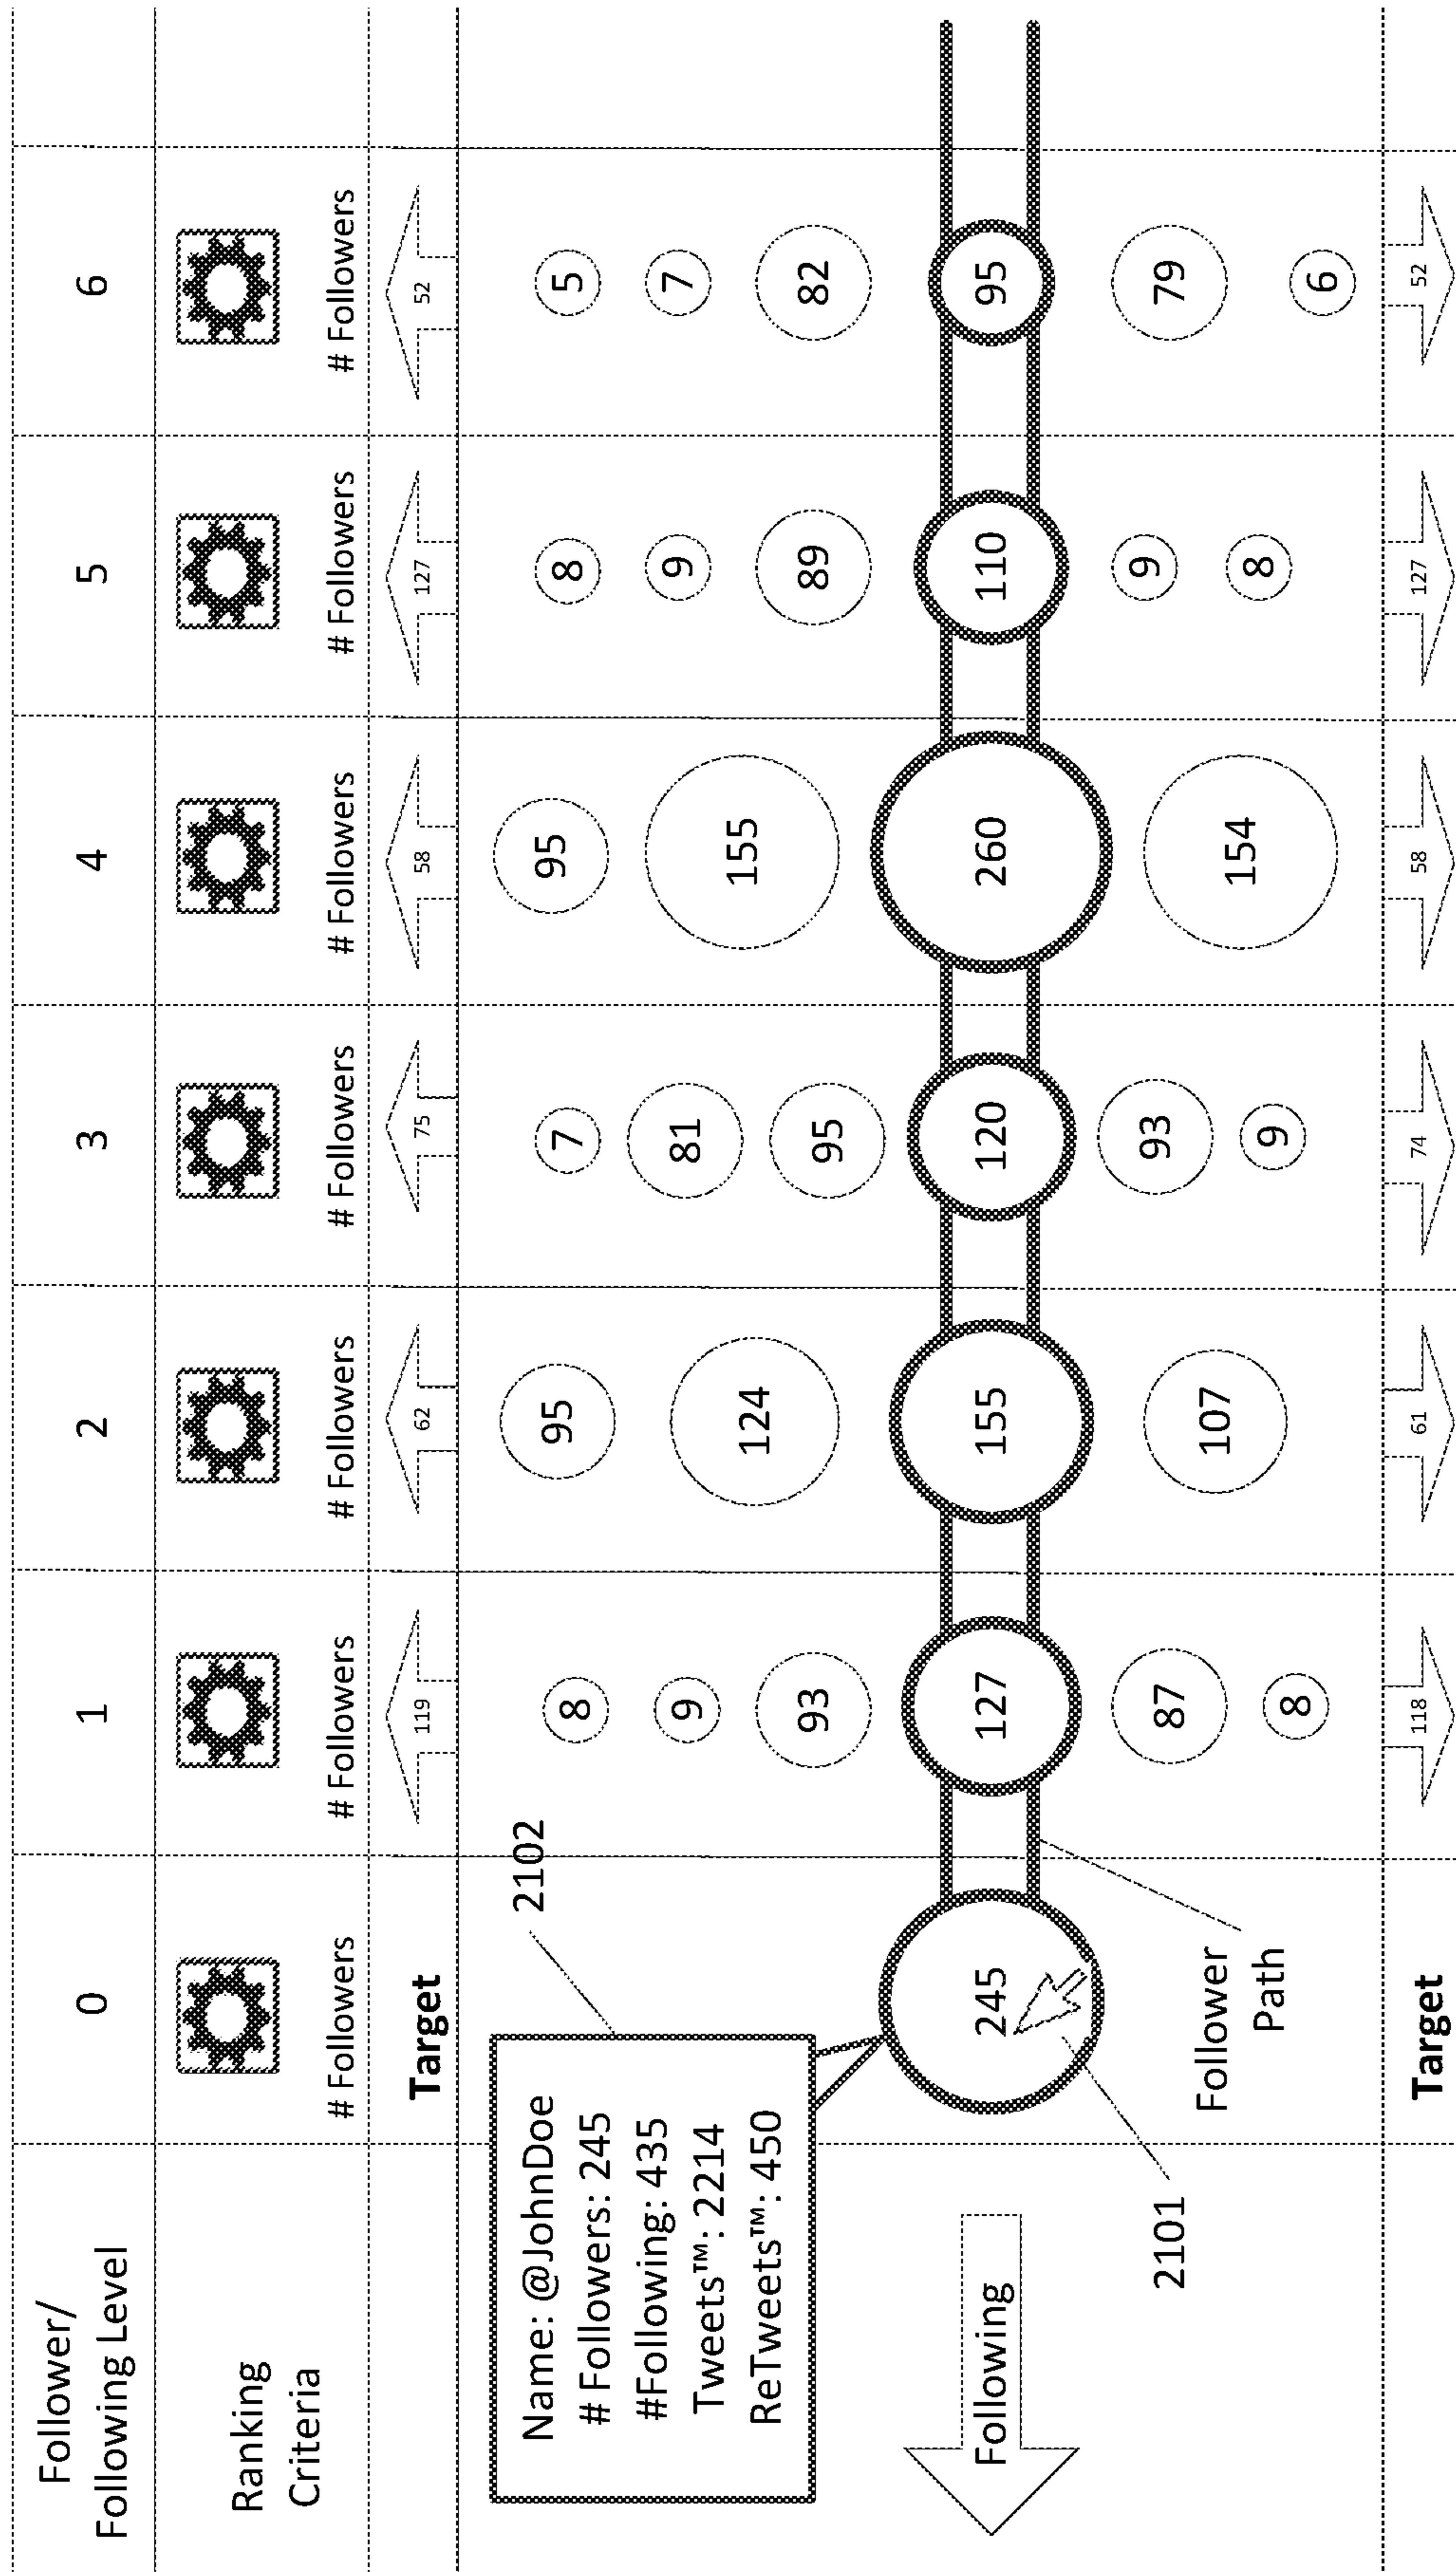 Follower/
Following Level
0
1
2
3
4
5
6
Ranking
Criteria
# Followers
# Followers
# Followers
# Followers
# Followers
# Followers
# Followers
Target
119
62
75
58
127
52
2102
Name: @JohnDoe
# Followers: 245
#Following: 435
Tweets™: 2214
ReTweets™: 450
8
9
93
95
124
7
81
95
95
155
8
9
89
5
7
82
Following
245
127
155
120
260
110
95
2101
Follower
Path
87
8
107
93
9
154
9
8
79
6
Target
118
61
74
58
127
52